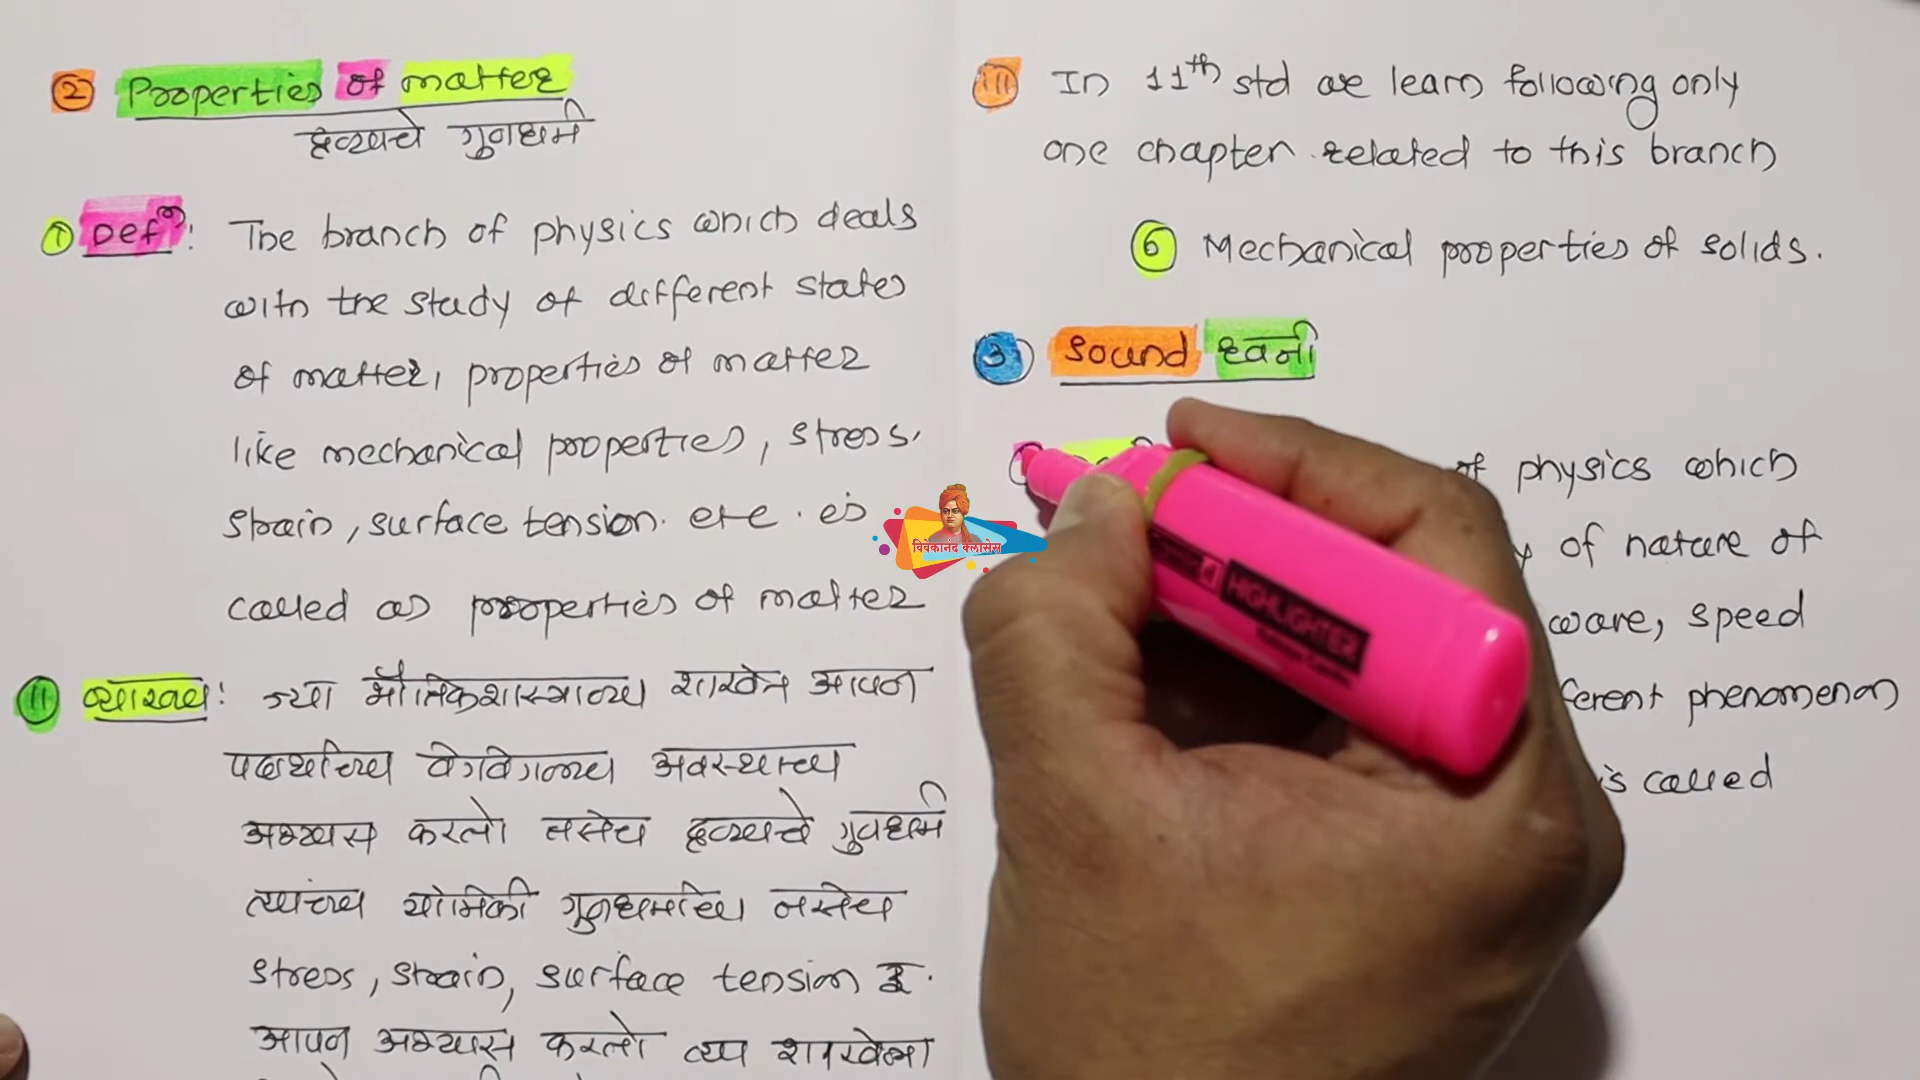 ② Properties of matter
द्रव्याचे गुणधर्म
① Defⁿ: The branch of physics which deals
with the study of different states
of matter, properties of matter
like mechanical properties, stress,
strain, surface tension. etc. is
called as properties of matter
ii व्याख्या: ज्या भौतिकशास्त्राच्या शाखेत आपण
पदार्थाच्या वेगवेगळ्या अवस्थाचा
अभ्यास करतो तसेच द्रव्याचे गुणधर्म
त्यांच्या यांत्रिकी गुणधर्माचा तसेच
stress, strain, surface tension इ.
आपण अभ्यास करतो त्या शाखेला
iii In 11th std we learn following only
one chapter related to this branch
⑥ Mechanical properties of solids.
③ Sound ध्वनी
of physics which
of nature of
wave, speed
ferent phenomenon
is called
HIGHLIGHTER
विवेकानंद क्लासेस